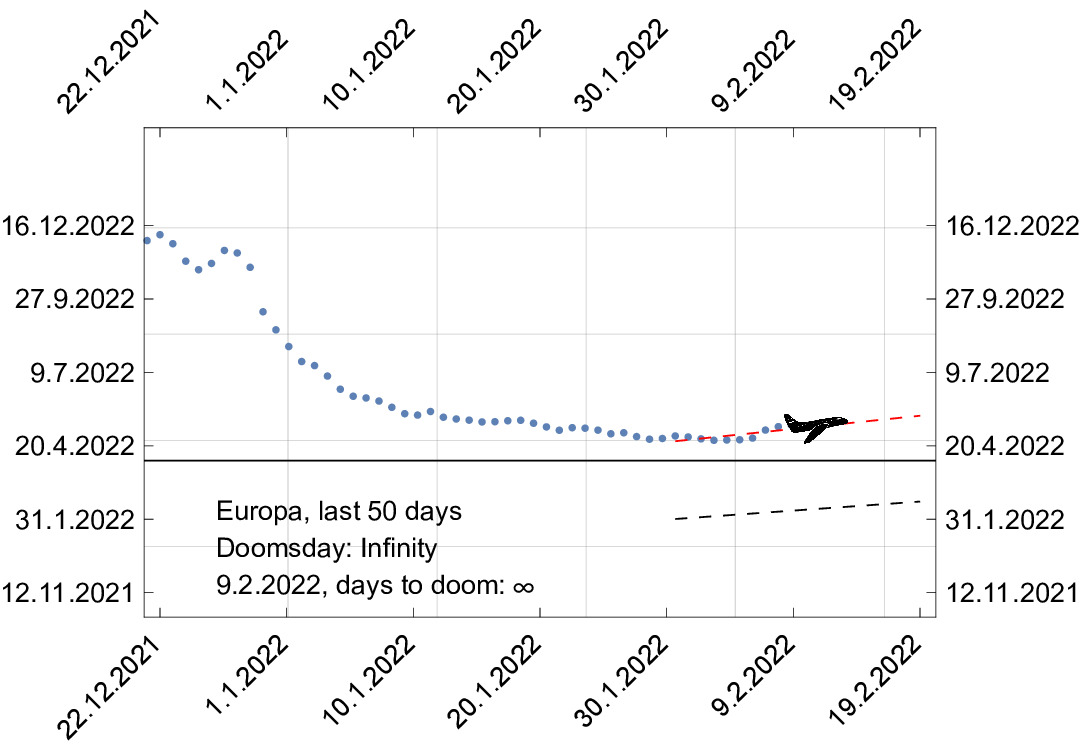 22.12.2021 1.1.2022 10.1.2022 20.1.2022 30.1.2022 9.2.2022 19.2.2022
16.12.2022 16.12.2022
27.9.2022 27.9.2022
9.7.2022 9.7.2022
20.4.2022 20.4.2022
Europa, last 50 days
31.1.2022 31.1.2022
Doomsday: Infinity
9.2.2022, days to doom: ∞
12.11.2021 12.11.2021
22.12.2021 1.1.2022 10.1.2022 20.1.2022 30.1.2022 9.2.2022 19.2.2022